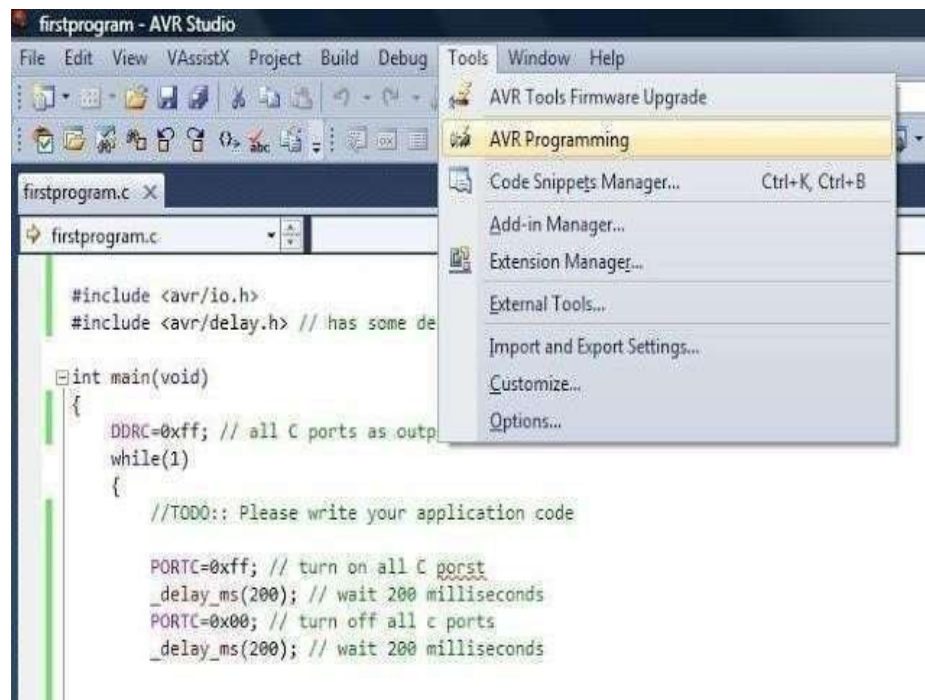 firstprogram - AVR Studio
File Edit View VAssistX Project Build Debug Tools Window Help
AVR Tools Firmware Upgrade
AVR Programming
Code Snippets Manager... Ctrl+K, Ctrl+B
Add-in Manager...
Extension Manager...
External Tools...
Import and Export Settings...
Customize...
Options...
firstprogram.c
firstprogram.c
#include <avr/io.h>
#include <avr/delay.h> // has some de
int main(void)
{
DDRC=0xff; // all C ports as outp
while(1)
{
//TODO:: Please write your application code
PORTC=0xff; // turn on all C porst
_delay_ms(200); // wait 200 milliseconds
PORTC=0x00; // turn off all c ports
_delay_ms(200); // wait 200 milliseconds